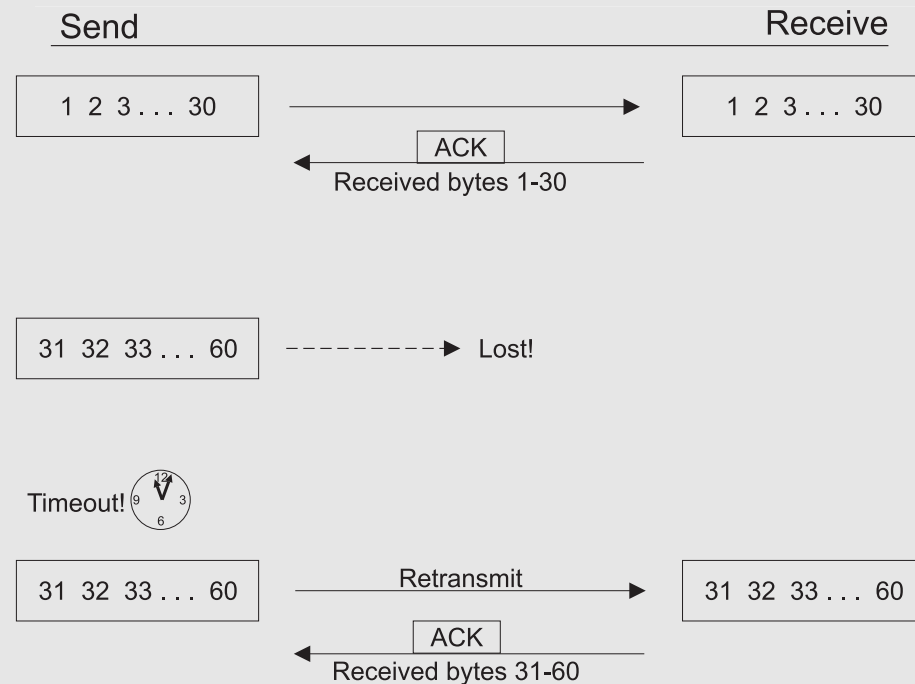 Send Receive
1 2 3 . . . 30
1 2 3 . . . 30
ACK
Received bytes 1-30
31 32 33 . . . 60
Lost!
Timeout!
12
9 3
6
31 32 33 . . . 60
Retransmit
31 32 33 . . . 60
ACK
Received bytes 31-60